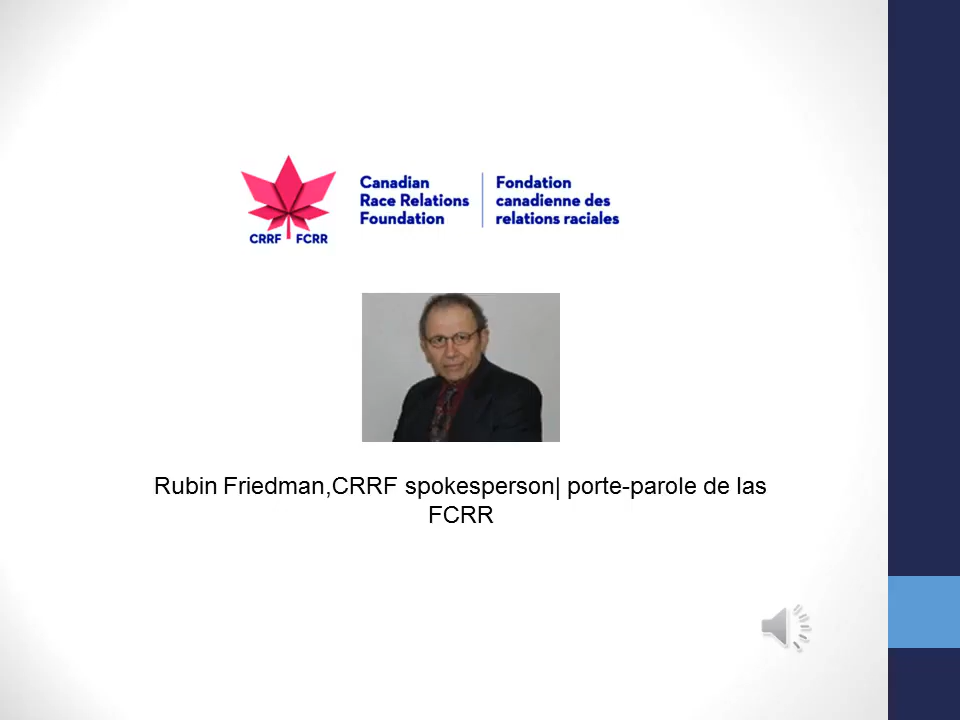 Canadian
Race Relations
Foundation
Fondation
canadienne des
relations raciales
CRRF FCRR
Rubin Friedman,CRRF spokesperson| porte-parole de las
FCRR